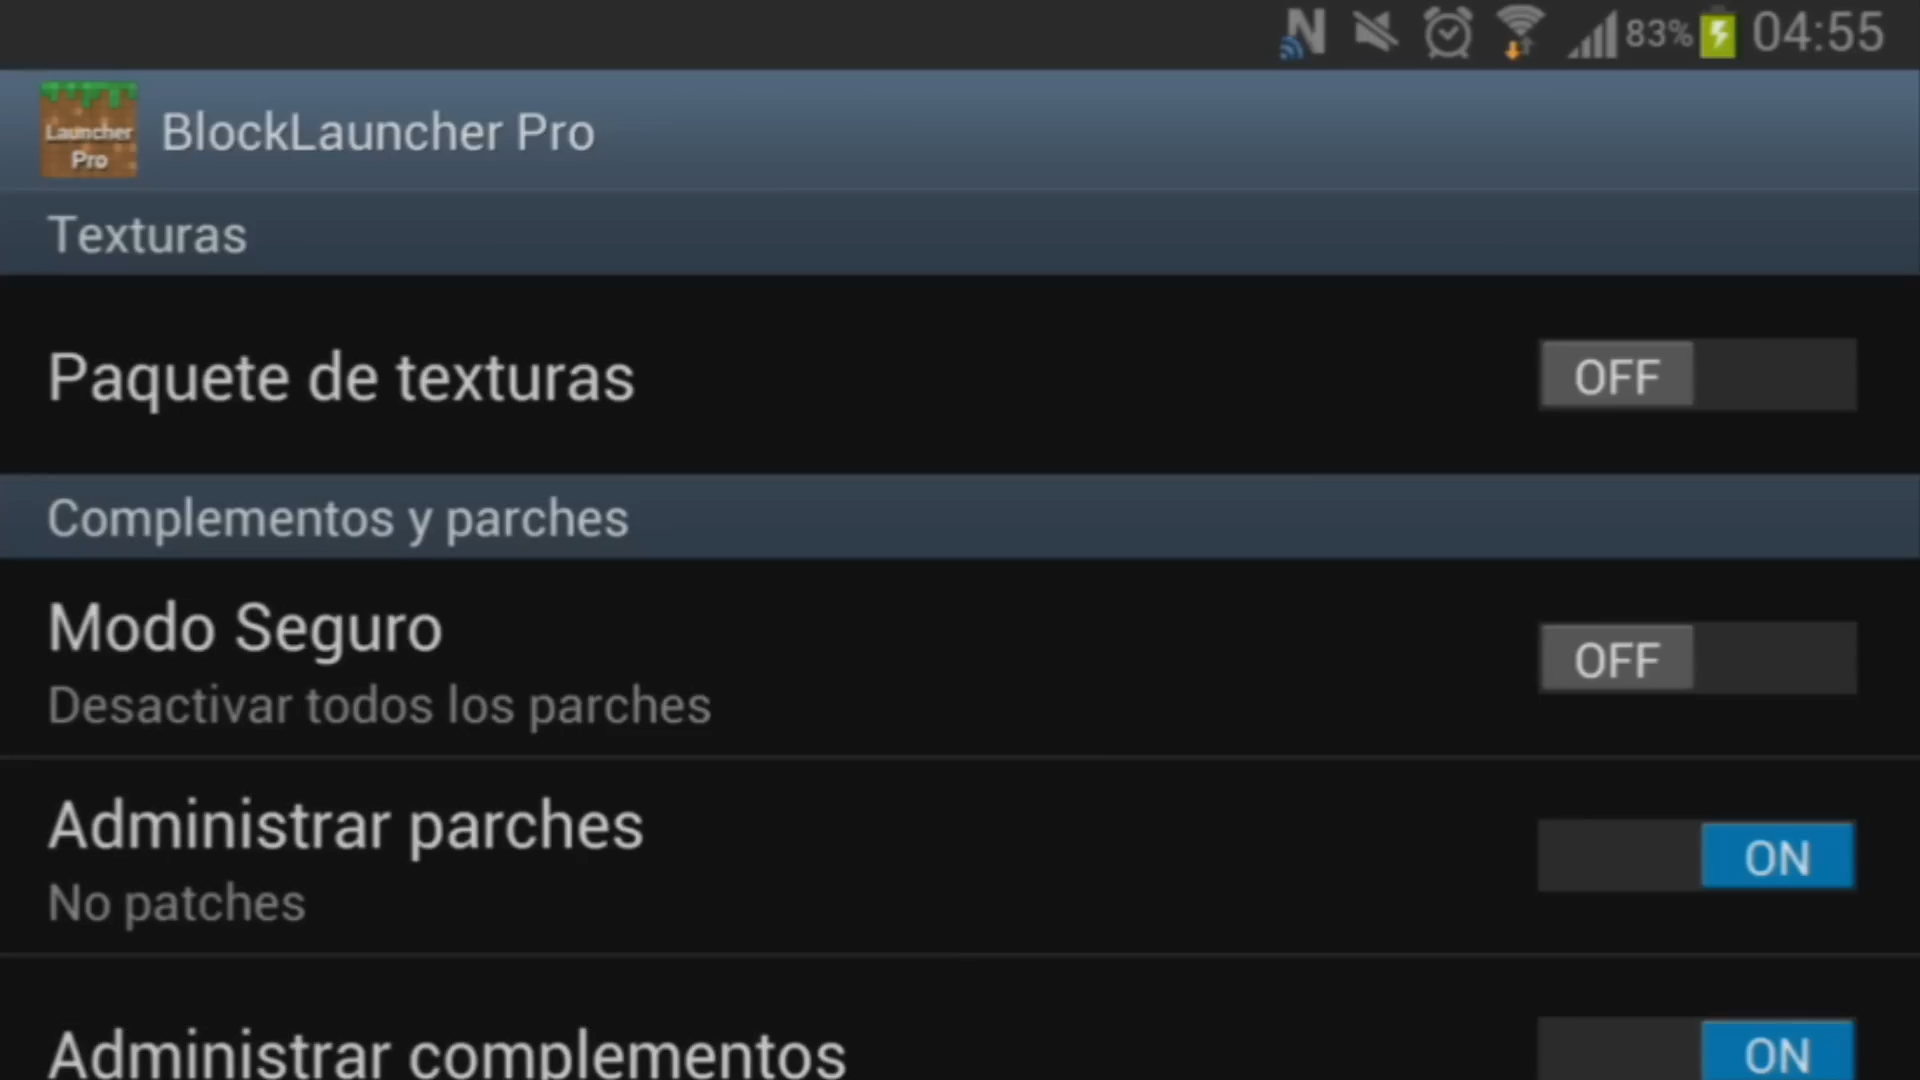 83% 04:55
Launcher
Pro
BlockLauncher Pro
Texturas
Paquete de texturas
OFF
Complementos y parches
Modo Seguro
OFF
Desactivar todos los parches
Administrar parches
ON
No patches
Administrar complementos
ON